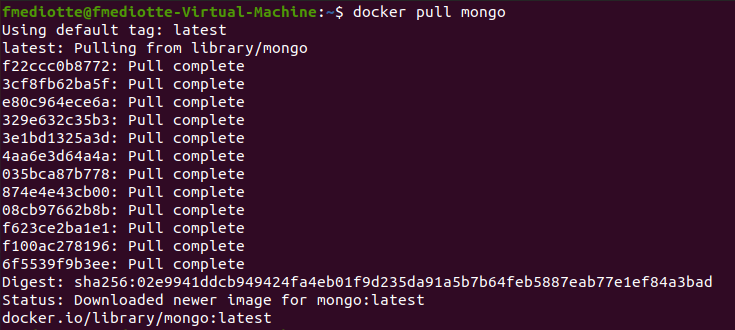 fmediotte@fmediotte-Virtual-Machine:~$ docker pull mongo
Using default tag: latest
latest: Pulling from library/mongo
f22ccc0b8772: Pull complete
3cf8fb62ba5f: Pull complete
e80c964ece6a: Pull complete
329e632c35b3: Pull complete
3e1bd1325a3d: Pull complete
4aa6e3d64a4a: Pull complete
035bca87b778: Pull complete
874e4e43cb00: Pull complete
08cb97662b8b: Pull complete
f623ce2ba1e1: Pull complete
f100ac278196: Pull complete
6f5539f9b3ee: Pull complete
Digest: sha256:02e9941ddcb949424fa4eb01f9d235da91a5b7b64feb5887eab77e1ef84a3bad
Status: Downloaded newer image for mongo:latest
docker.io/library/mongo:latest